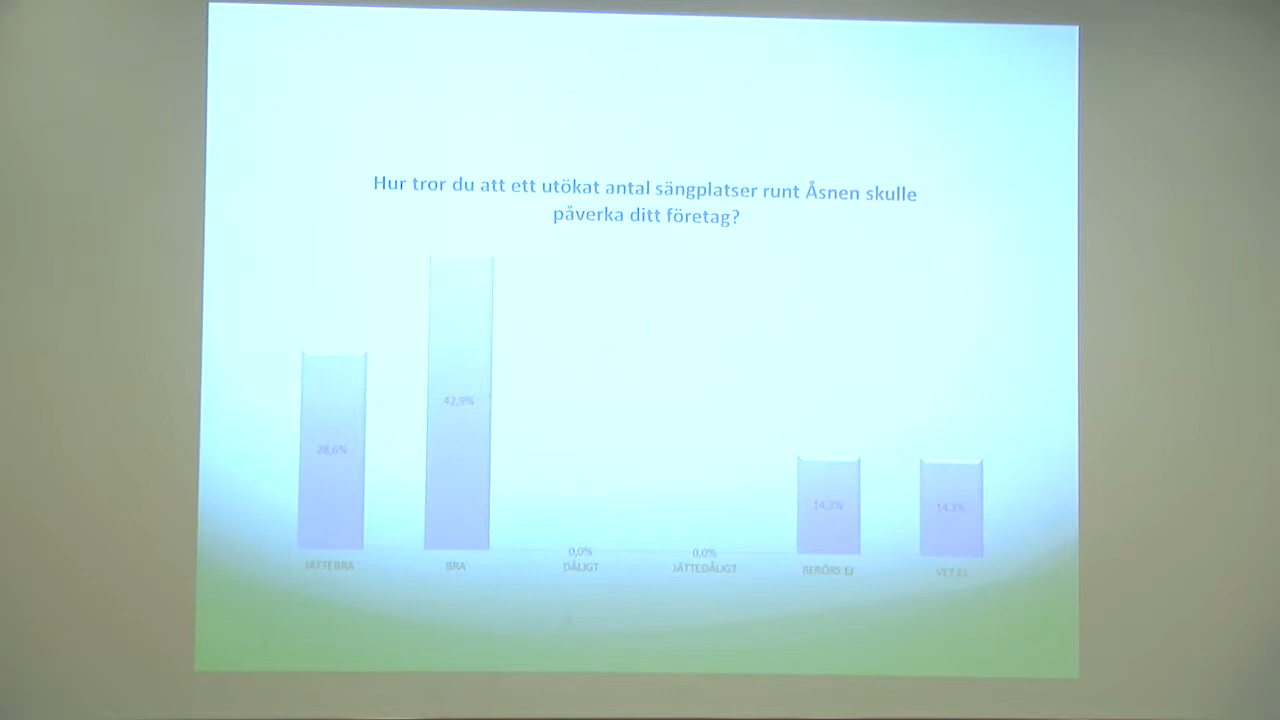 Hur tror du att ett utökat antal sängplatser runt Åsnen skulle
påverka ditt företag?
42,9%
28,6%
14,3%
14,3%
0,0%
0,0%
JÄTTEBRA
BRA
DÅLIGT
JÄTTEDÅLIGT
BERÖRS EJ
VET EJ